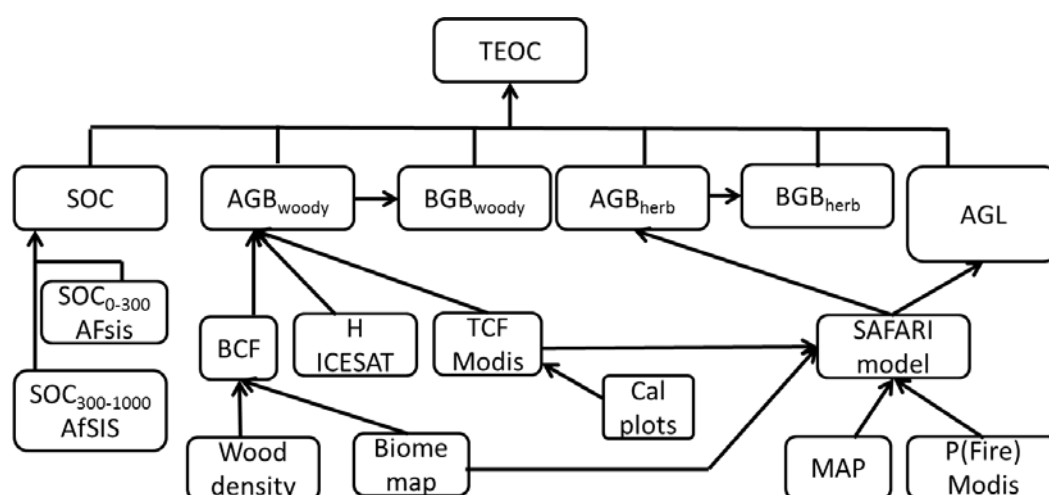 TEOC
SOC
AGBwoody
BGBwoody
AGBherb
BGBherb
AGL
SOC0-300
AFsis
BCF
H
ICESAT
TCF
Modis
SAFARI
model
SOC300-1000
AfSIS
Cal
plots
Wood
density
Biome
map
MAP
P(Fire)
Modis